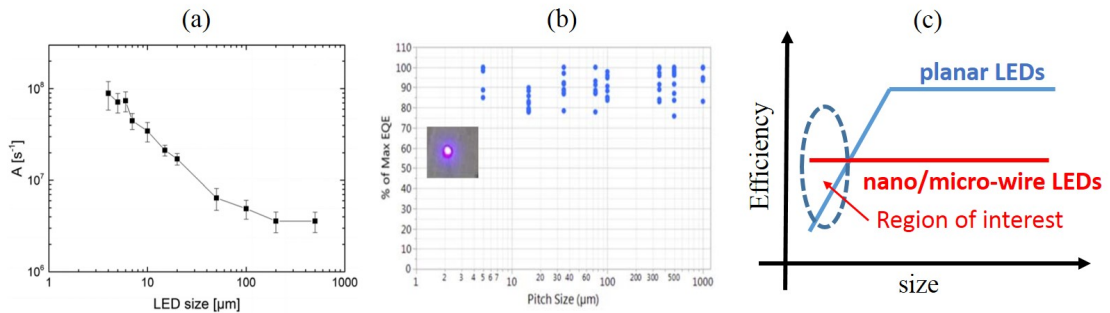 (a)
(b)
(c)
A [s⁻¹]
10⁸
10⁷
10⁶
1 10 100 1000
LED size [µm]
% of Max EQE
110
100
90
80
70
60
50
40
30
20
10
0
1 2 3 4 5 6 7 10 20 30 40 60 100 200 300 500 1000
Pitch Size (µm)
Efficiency
planar LEDs
nano/micro-wire LEDs
Region of interest
size